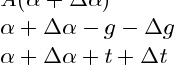 A(α + Δα)
α + Δα − g − Δg
α + Δα + t + Δt